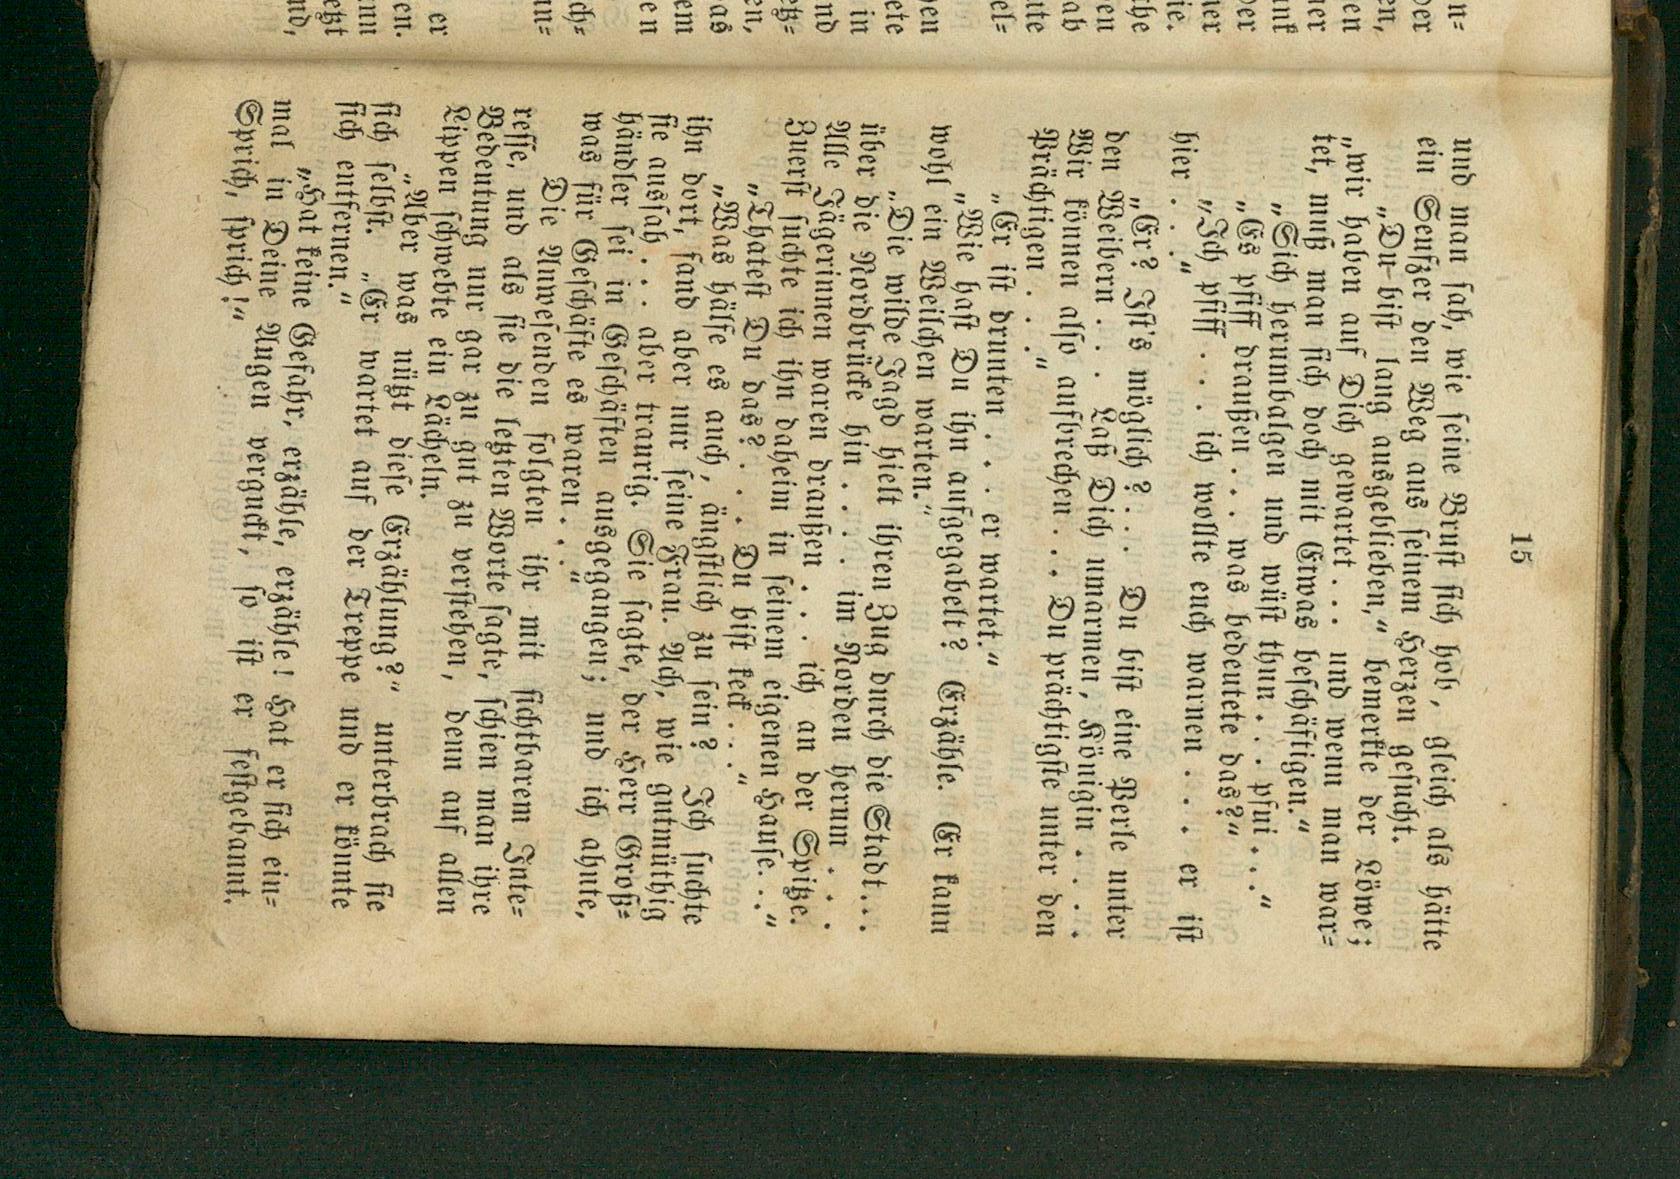 15
und man sah, wie seine Brust sich hob, gleich als hätte
ein Seufzer den Weg aus seinem Herzen gesucht.
„Du bist lang ausgeblieben,“ bemerkte der Löwe;
„wir haben auf Dich gewartet . . . und wenn man war=
tet, muß man sich doch mit Etwas beschäftigen.“
„Sich herumbalgen und wüst thun . . . pfui . . .“
„Es pfiff draußen . . . was bedeutete das?“
„Ich pfiff . . . ich wollte euch warnen . . . er ist
hier . . .“
„Er? Ist's möglich? . . . Du bist eine Perle unter
den Weibern . . . Laß Dich umarmen, Königin . . .
Wir können also aufbrechen . . . Du prächtigste unter den
Prächtigen . . .“
„Er ist drunten . . . er wartet.“
„Wie hast Du ihn aufgegabelt? Erzähle. Er kann
wohl ein Weilchen warten.“
„Die wilde Jagd hielt ihren Zug durch die Stadt . . .
über die Nordbrücke hin . . . . im Norden herum . . .
Alle Jägerinnen waren draußen . . . ich an der Spitze.
Zuerst suchte ich ihn daheim in seinem eigenen Hause. . .“
„Thatest Du das? . . . Du bist keck . . .“
„Was hälfe es auch, ängstlich zu sein? Ich suchte
ihn dort, fand aber nur seine Frau. Ach, wie gutmüthig
sie aussah . . . aber traurig. Sie sagte, der Herr Groß=
händler sei in Geschäften ausgegangen; und ich ahnte,
was für Geschäfte es waren . . .“
Die Anwesenden folgten ihr mit sichtbarem Inte=
resse, und als sie die letzten Worte sagte, schien man ihre
Bedeutung nur gar zu gut zu verstehen, denn auf allen
Lippen schwebte ein Lächeln.
„Aber was nützt diese Erzählung?“ unterbrach sie
sich selbst. „Er wartet auf der Treppe und er könnte
sich entfernen.“
„Hat keine Gefahr, erzähle, erzähle! Hat er sich ein=
mal in Deine Augen verguckt, so ist er festgebannt.
Sprich, sprich!“